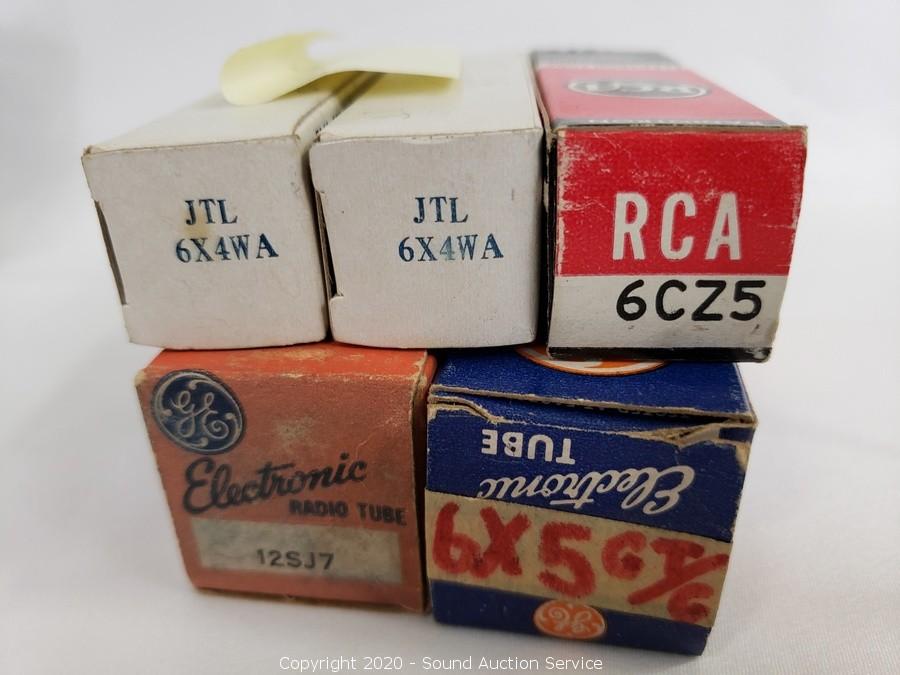 JTL
6X4WA
JTL
6X4WA
RCA
RCA
6CZ5
GE
Electronic
RADIO TUBE
12SJ7
Electronic
TUBE
6X5GT/G
GE
Copyright 2020 - Sound Auction Service